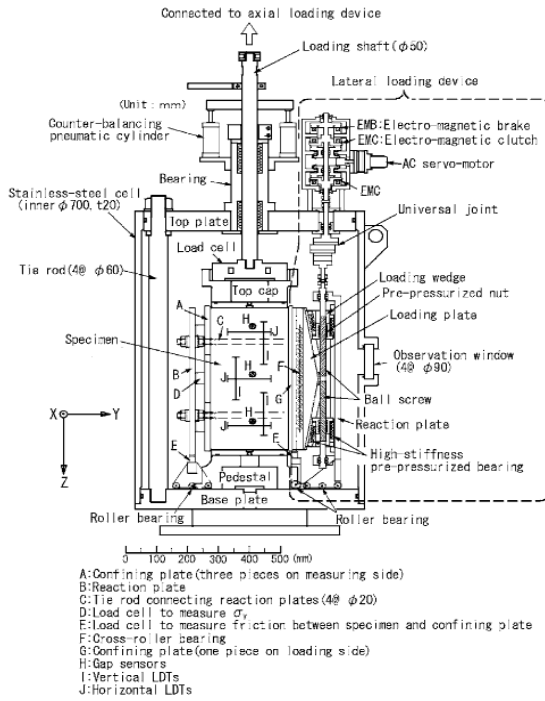 Connected to axial loading device
Loading shaft(φ50)
Lateral loading device
(Unit: mm)
Counter-balancing
pneumatic cylinder
EMB:Electro-magnetic brake
EMC:Electro-magnetic clutch
AC servo-motor
Bearing
EMC
Stainless-steel cell
(innerφ700,t20)
Universal joint
Top plate
Load cell
Tie rod(4@ φ60)
Loading wedge
Pre-pressurized nut
Top cap
Loading plate
A
C
H
J
Specimen
I
Observation window
(4@ φ90)
F
B
H
J
I
Ball screw
D
G
X
Y
Z
Reaction plate
H
J
I
E
E
High-stiffness
pre-pressurized bearing
Pedestal
Base plate
Roller bearing
Roller bearing
0 100 200 300 400 500 (mm)
A:Confining plate(three pieces on measuring side)
B:Reaction plate
C:Tie rod connecting reaction plates(4@ φ20)
D:Load cell to measure σY
E:Load cell to measure friction between specimen and confining plate
F:Cross-roller bearing
G:Confining plate(one piece on loading side)
H:Gap sensors
I:Vertical LDTs
J:Horizontal LDTs